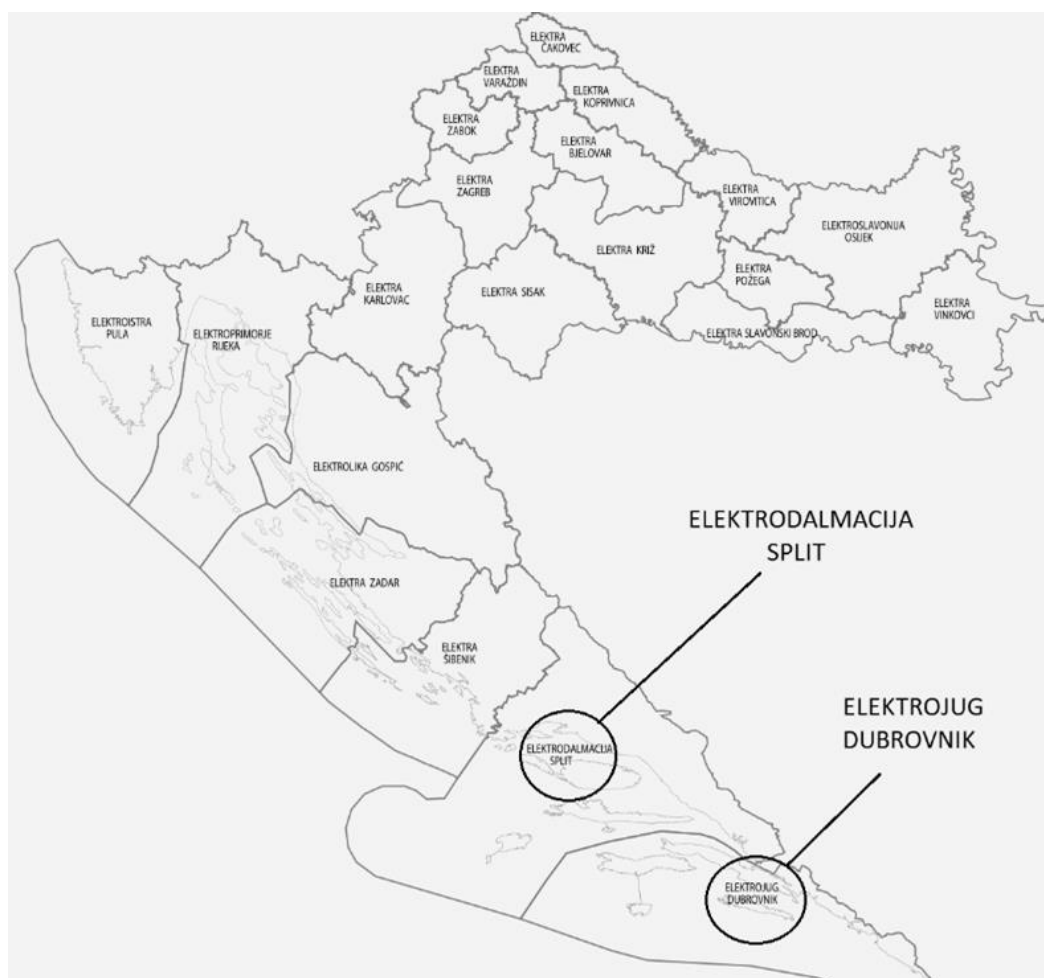 ELEKTRA
ČAKOVEC
ELEKTRA
VARAŽDIN
ELEKTRA
KOPRIVNICA
ELEKTRA
ZABOK
ELEKTRA
BJELOVAR
ELEKTRA
ZAGREB
ELEKTRA
VIROVITICA
ELEKTROSLAVONIJA
OSIJEK
ELEKTRA KRIŽ
ELEKTRA
POŽEGA
ELEKTRA
KARLOVAC
ELEKTRA SISAK
ELEKTRA
VINKOVCI
ELEKTROISTRA
PULA
ELEKTROPRIMORJE
RIJEKA
ELEKTRA SLAVONSKI BROD
ELEKTROLIKA GOSPIĆ
ELEKTRODALMACIJA
SPLIT
ELEKTRA ZADAR
ELEKTRA
ŠIBENIK
ELEKTROJUG
DUBROVNIK
ELEKTRODALMACIJA
SPLIT
ELEKTROJUG
DUBROVNIK